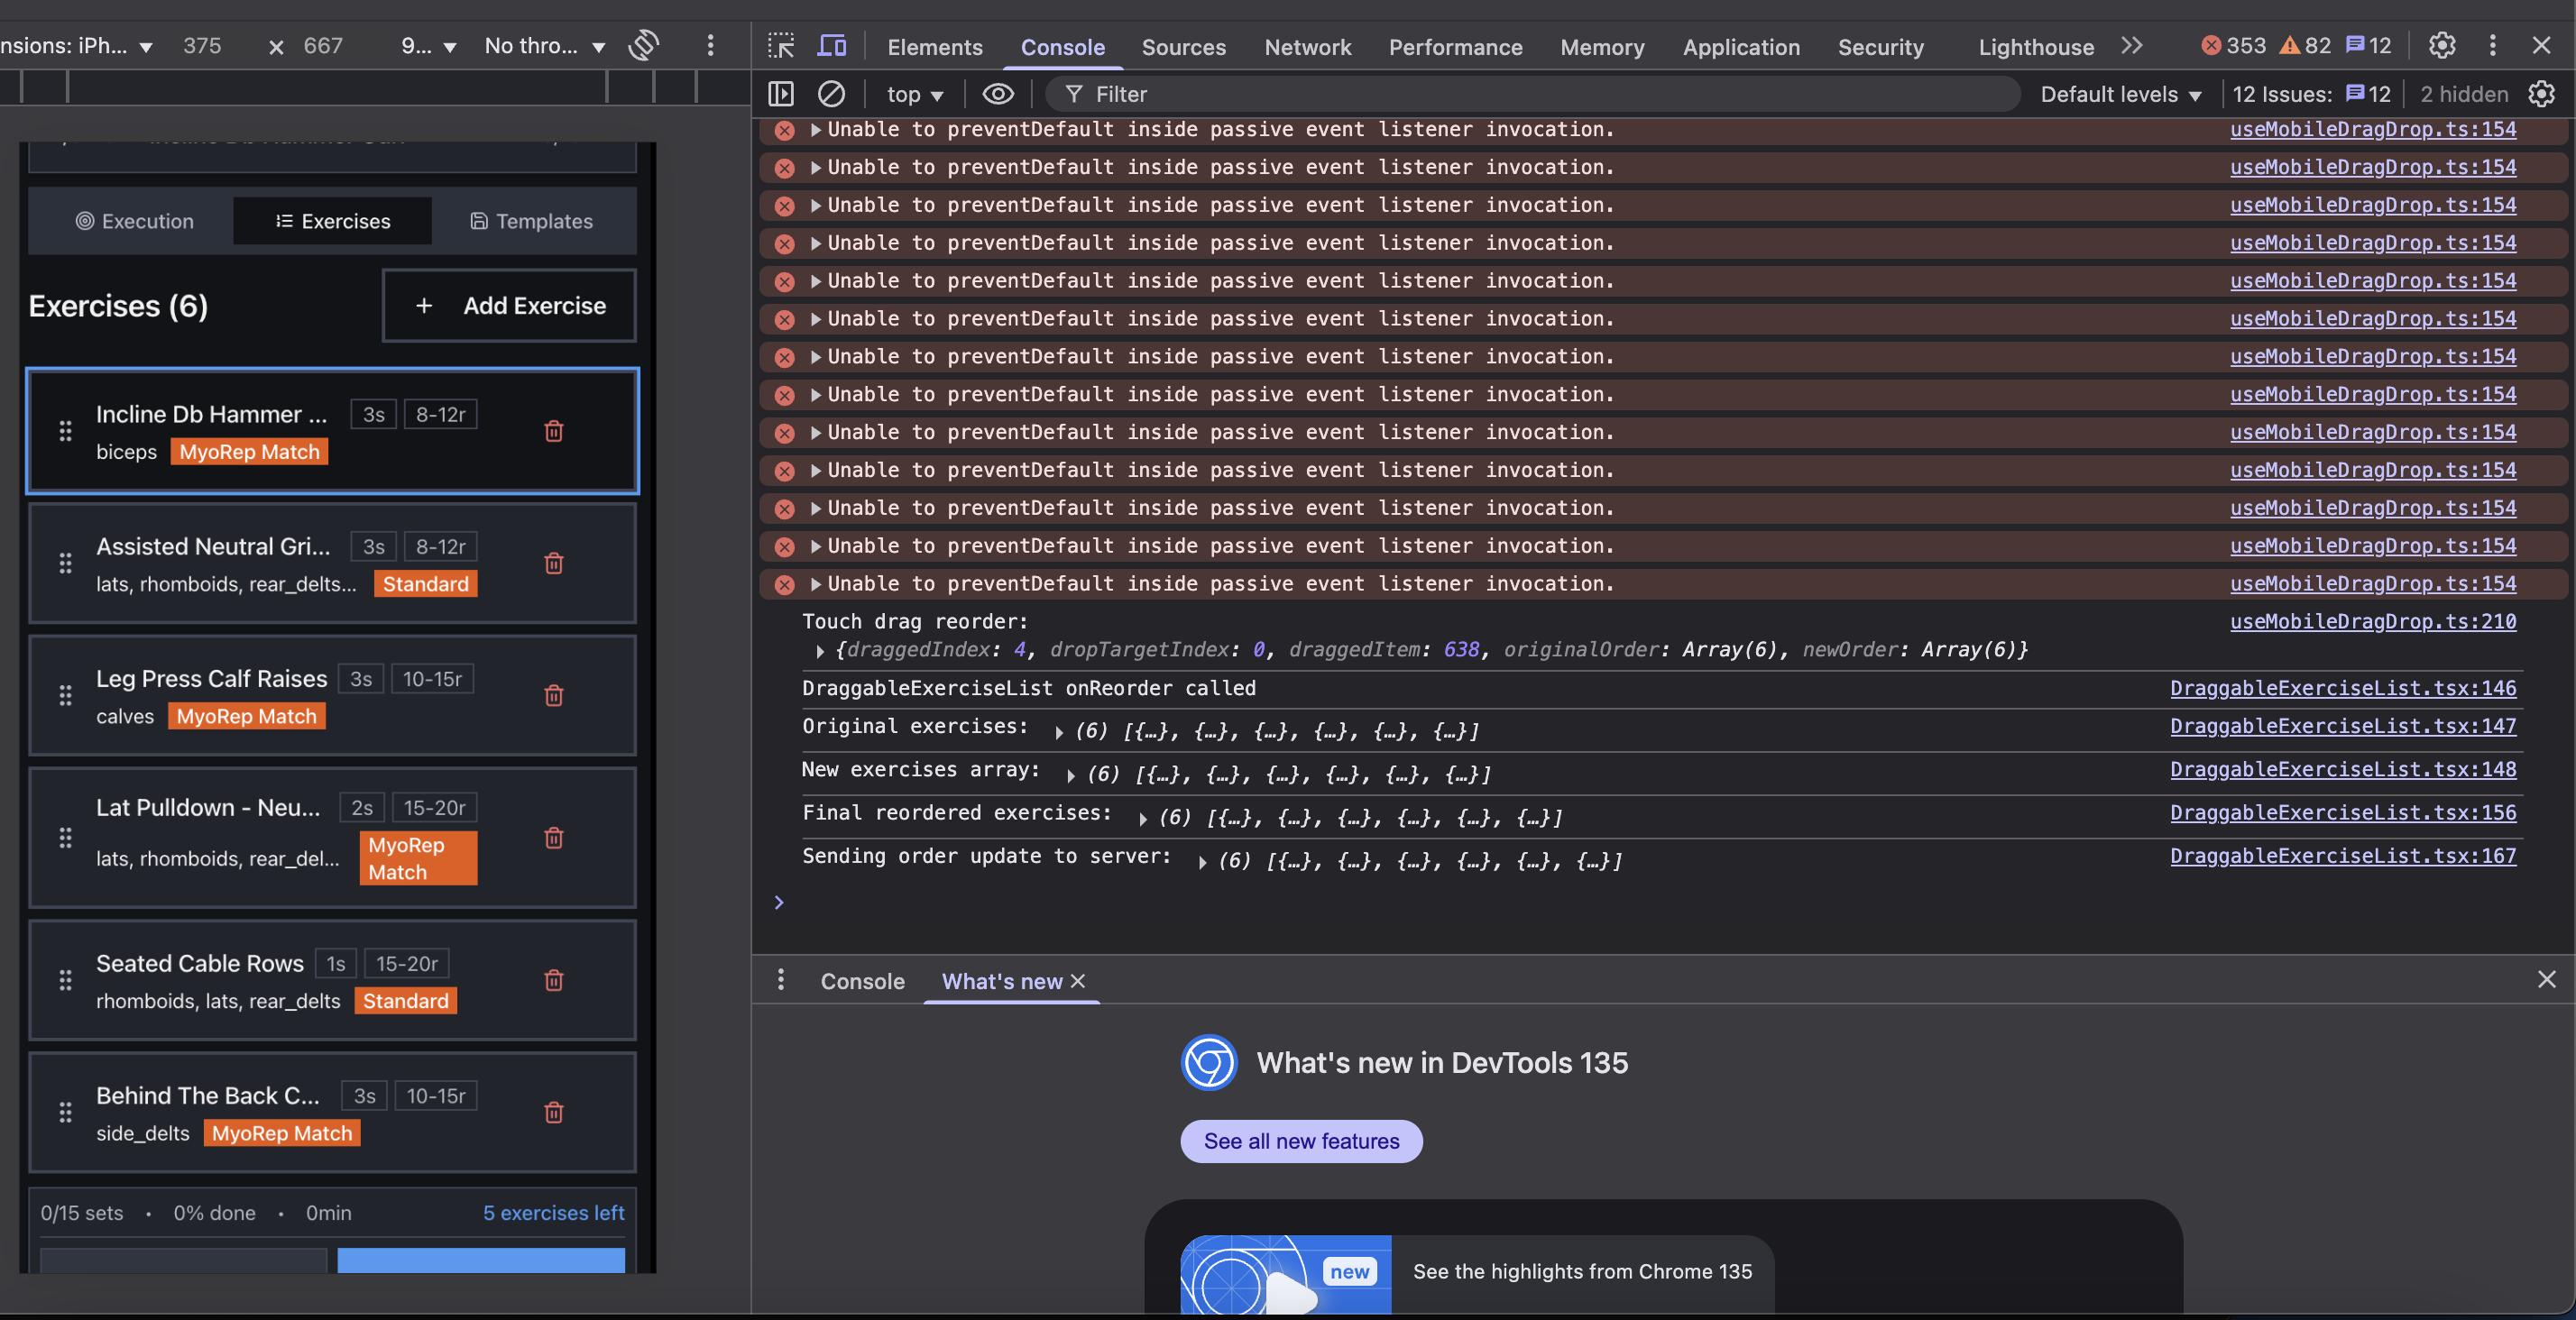 nsions: iPh... ▼ 375 × 667 9... ▼ No thro... ▼
Elements Console Sources Network Performance Memory Application Security Lighthouse 353 82 12
top ▼ Filter Default levels ▼ 12 Issues: 12 2 hidden
Execution Exercises Templates
Exercises (6) + Add Exercise
Incline Db Hammer ... 3s 8-12r
biceps MyoRep Match
Assisted Neutral Gri... 3s 8-12r
lats, rhomboids, rear_delts... Standard
Leg Press Calf Raises 3s 10-15r
calves MyoRep Match
Lat Pulldown - Neu... 2s 15-20r
lats, rhomboids, rear_del... MyoRep
Match
Seated Cable Rows 1s 15-20r
rhomboids, lats, rear_delts Standard
Behind The Back C... 3s 10-15r
side_delts MyoRep Match
0/15 sets • 0% done • 0min 5 exercises left
Unable to preventDefault inside passive event listener invocation. useMobileDragDrop.ts:154
Unable to preventDefault inside passive event listener invocation. useMobileDragDrop.ts:154
Unable to preventDefault inside passive event listener invocation. useMobileDragDrop.ts:154
Unable to preventDefault inside passive event listener invocation. useMobileDragDrop.ts:154
Unable to preventDefault inside passive event listener invocation. useMobileDragDrop.ts:154
Unable to preventDefault inside passive event listener invocation. useMobileDragDrop.ts:154
Unable to preventDefault inside passive event listener invocation. useMobileDragDrop.ts:154
Unable to preventDefault inside passive event listener invocation. useMobileDragDrop.ts:154
Unable to preventDefault inside passive event listener invocation. useMobileDragDrop.ts:154
Unable to preventDefault inside passive event listener invocation. useMobileDragDrop.ts:154
Unable to preventDefault inside passive event listener invocation. useMobileDragDrop.ts:154
Unable to preventDefault inside passive event listener invocation. useMobileDragDrop.ts:154
Unable to preventDefault inside passive event listener invocation. useMobileDragDrop.ts:154
Touch drag reorder: useMobileDragDrop.ts:210
{draggedIndex: 4, dropTargetIndex: 0, draggedItem: 638, originalOrder: Array(6), newOrder: Array(6)}
DraggableExerciseList onReorder called DraggableExerciseList.tsx:146
Original exercises: (6) [{…}, {…}, {…}, {…}, {…}, {…}] DraggableExerciseList.tsx:147
New exercises array: (6) [{…}, {…}, {…}, {…}, {…}, {…}] DraggableExerciseList.tsx:148
Final reordered exercises: (6) [{…}, {…}, {…}, {…}, {…}, {…}] DraggableExerciseList.tsx:156
Sending order update to server: (6) [{…}, {…}, {…}, {…}, {…}, {…}] DraggableExerciseList.tsx:167
Console What's new
What's new in DevTools 135
See all new features
new See the highlights from Chrome 135